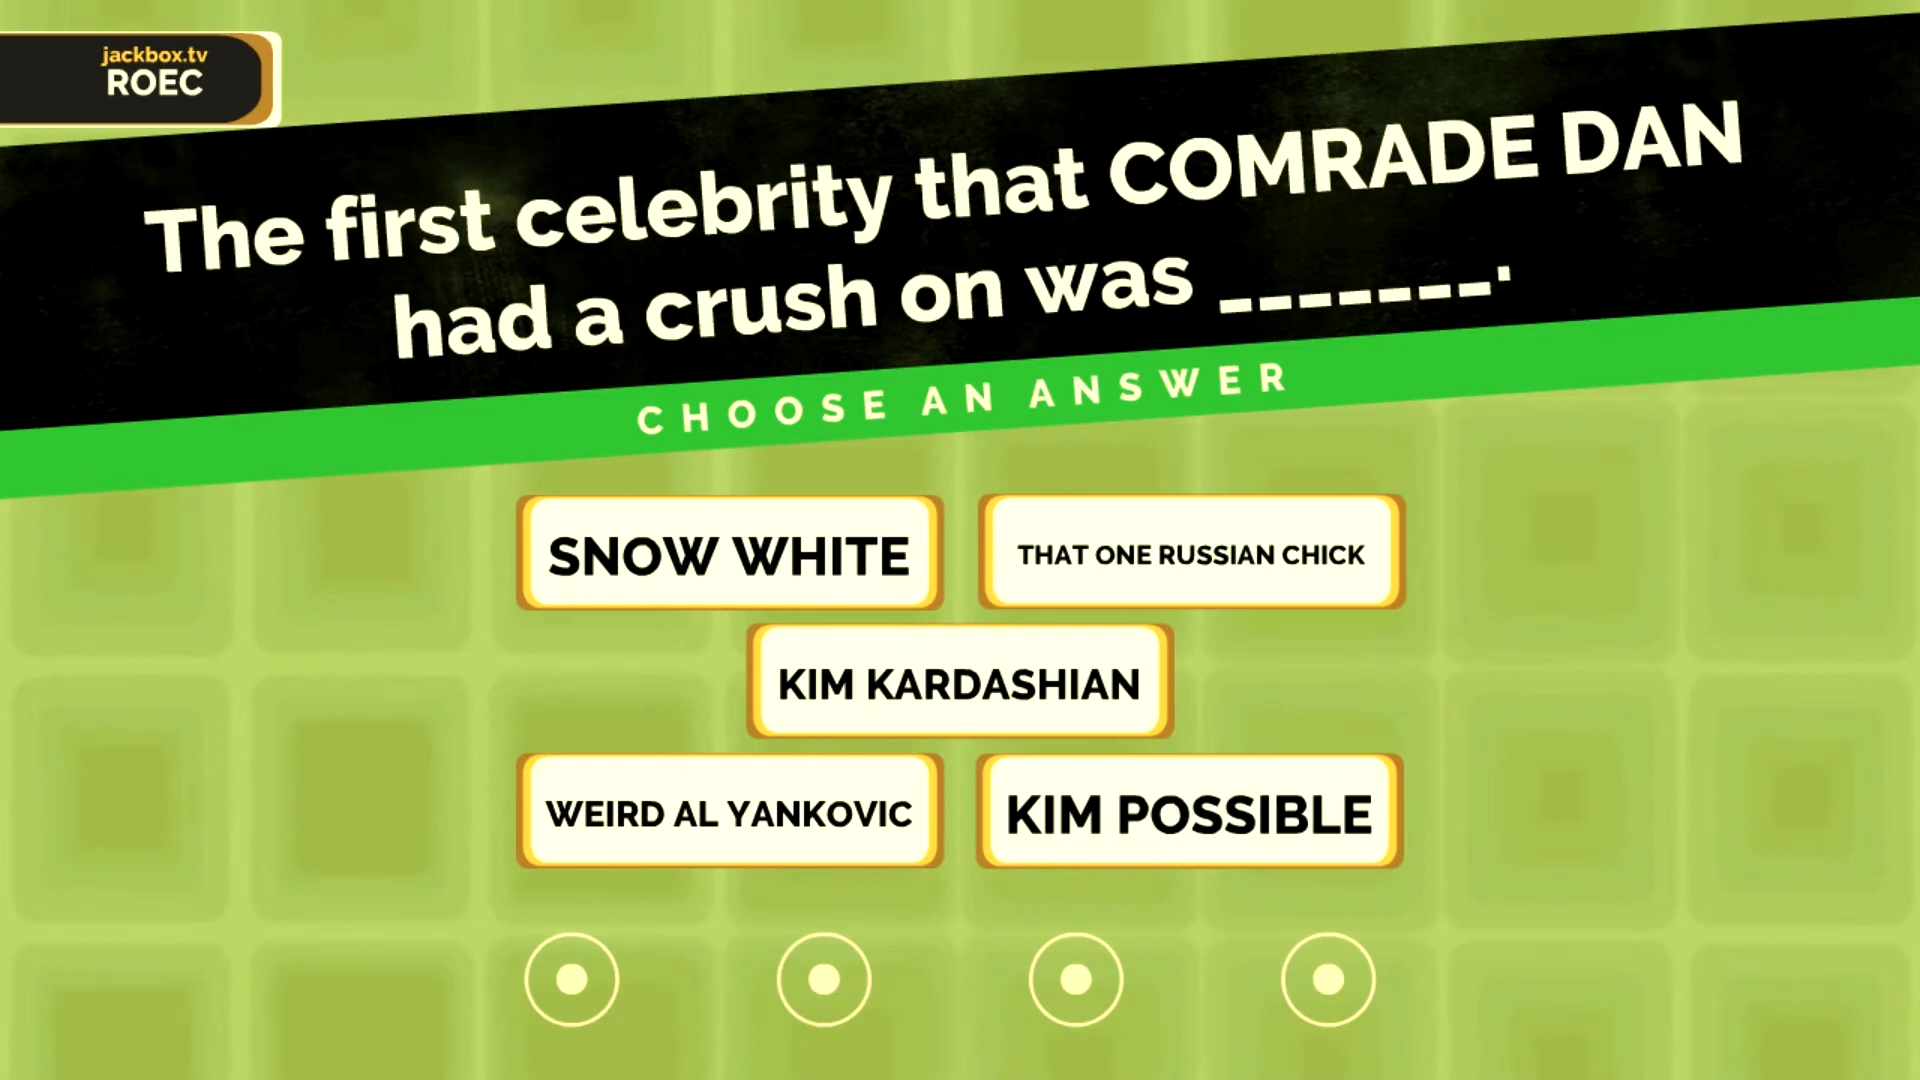 jackbox.tv
ROEC
The first celebrity that COMRADE DAN
had a crush on was _______.
CHOOSE AN ANSWER
SNOW WHITE
THAT ONE RUSSIAN CHICK
KIM KARDASHIAN
WEIRD AL YANKOVIC
KIM POSSIBLE